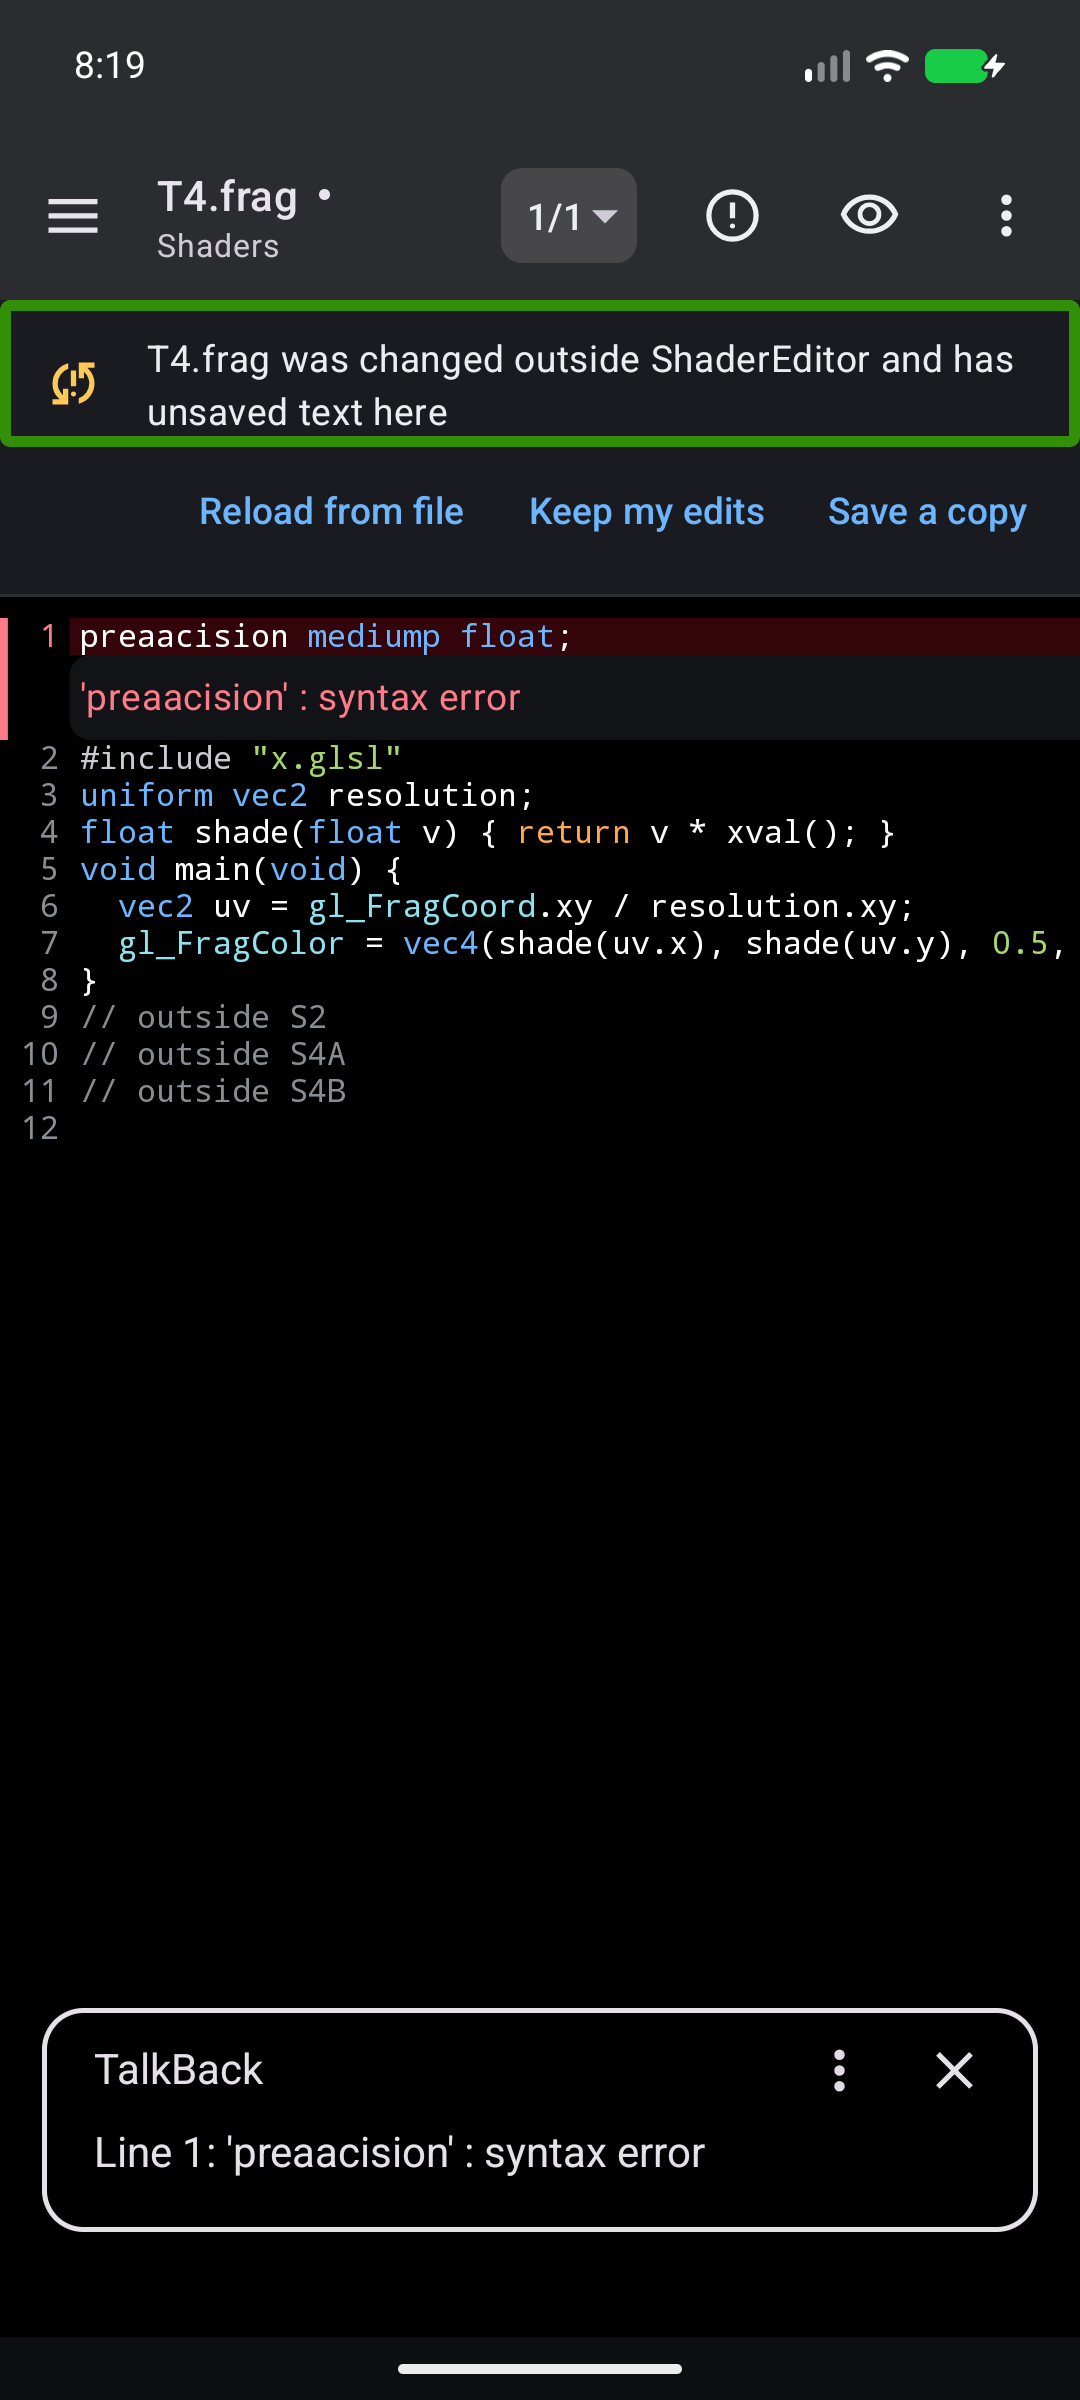 8:19
T4.frag •
Shaders
1/1
T4.frag was changed outside ShaderEditor and has
unsaved text here
Reload from file Keep my edits Save a copy
1 preaacision mediump float;
'preaacision' : syntax error
2 #include "x.glsl"
3 uniform vec2 resolution;
4 float shade(float v) { return v * xval(); }
5 void main(void) {
6   vec2 uv = gl_FragCoord.xy / resolution.xy;
7   gl_FragColor = vec4(shade(uv.x), shade(uv.y), 0.5,
8 }
9 // outside S2
10 // outside S4A
11 // outside S4B
12
TalkBack
Line 1: 'preaacision' : syntax error